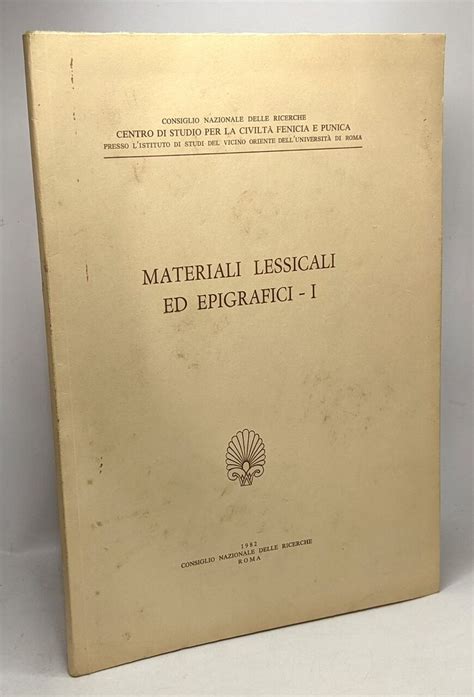 CONSIGLIO NAZIONALE DELLE RICERCHE
CENTRO DI STUDIO PER LA CIVILTÀ FENICIA E PUNICA
PRESSO L'ISTITUTO DI STUDI DEL VICINO ORIENTE DELL'UNIVERSITÀ DI ROMA
MATERIALI LESSICALI
ED EPIGRAFICI - I
1982
CONSIGLIO NAZIONALE DELLE RICERCHE
ROMA